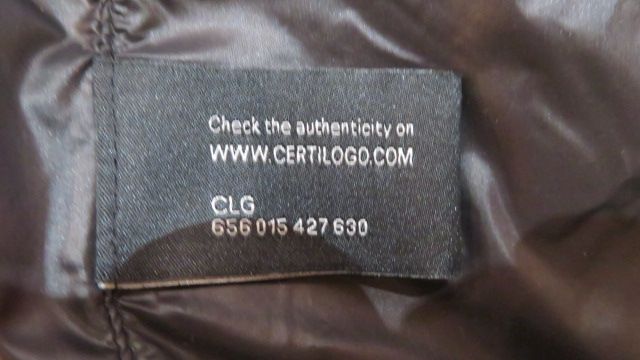 Check the authenticity on
WWW.CERTILOGO.COM
CLG
656 015 427 630